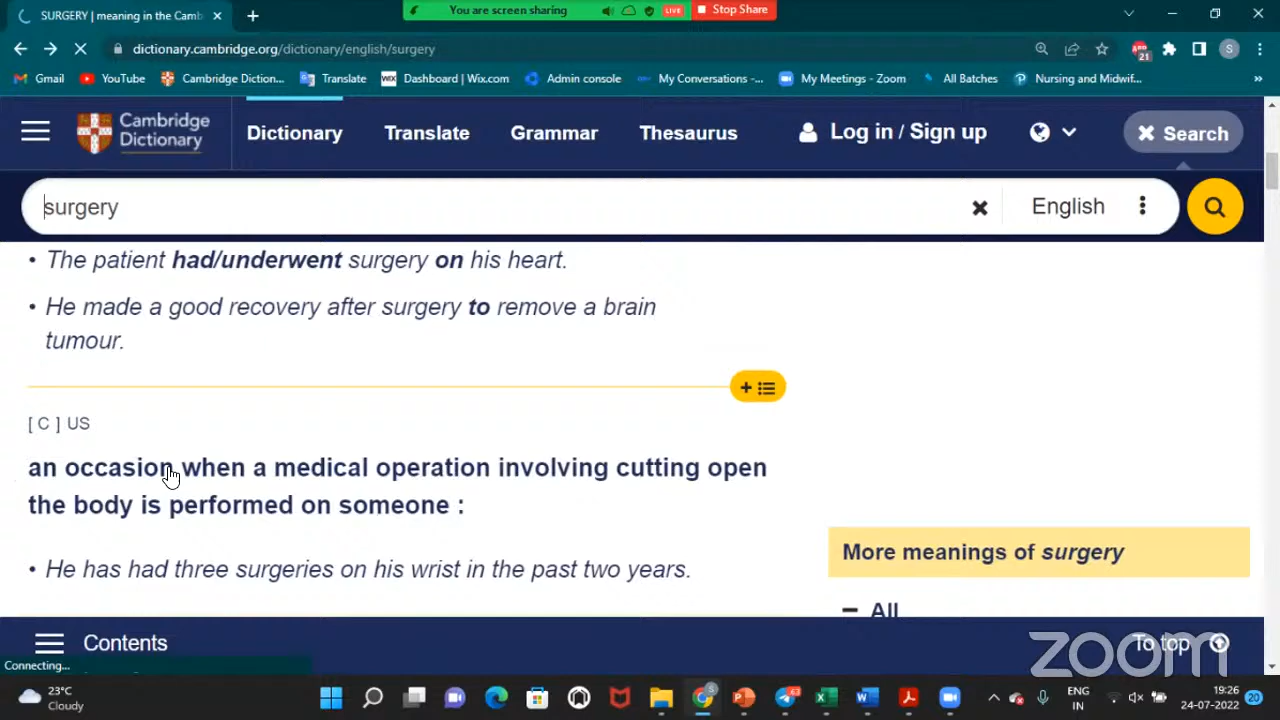 SURGERY | meaning in the Camb
You are screen sharing
LIVE
Stop Share
dictionary.cambridge.org/dictionary/english/surgery
21
S
Gmail
YouTube
Cambridge Diction...
Translate
WIX
Dashboard | Wix.com
Admin console
My Conversations -...
My Meetings - Zoom
All Batches
Nursing and Midwif...
Cambridge
Dictionary
Dictionary
Translate
Grammar
Thesaurus
Log in / Sign up
Search
surgery
English
• The patient had/underwent surgery on his heart.
• He made a good recovery after surgery to remove a brain
tumour.
[ C ] US
an occasion when a medical operation involving cutting open
the body is performed on someone :
• He has had three surgeries on his wrist in the past two years.
More meanings of surgery
All
Contents
To top
zoom
Connecting...
23°C
Cloudy
S
63
ENG
IN
19:26
24-07-2022
20